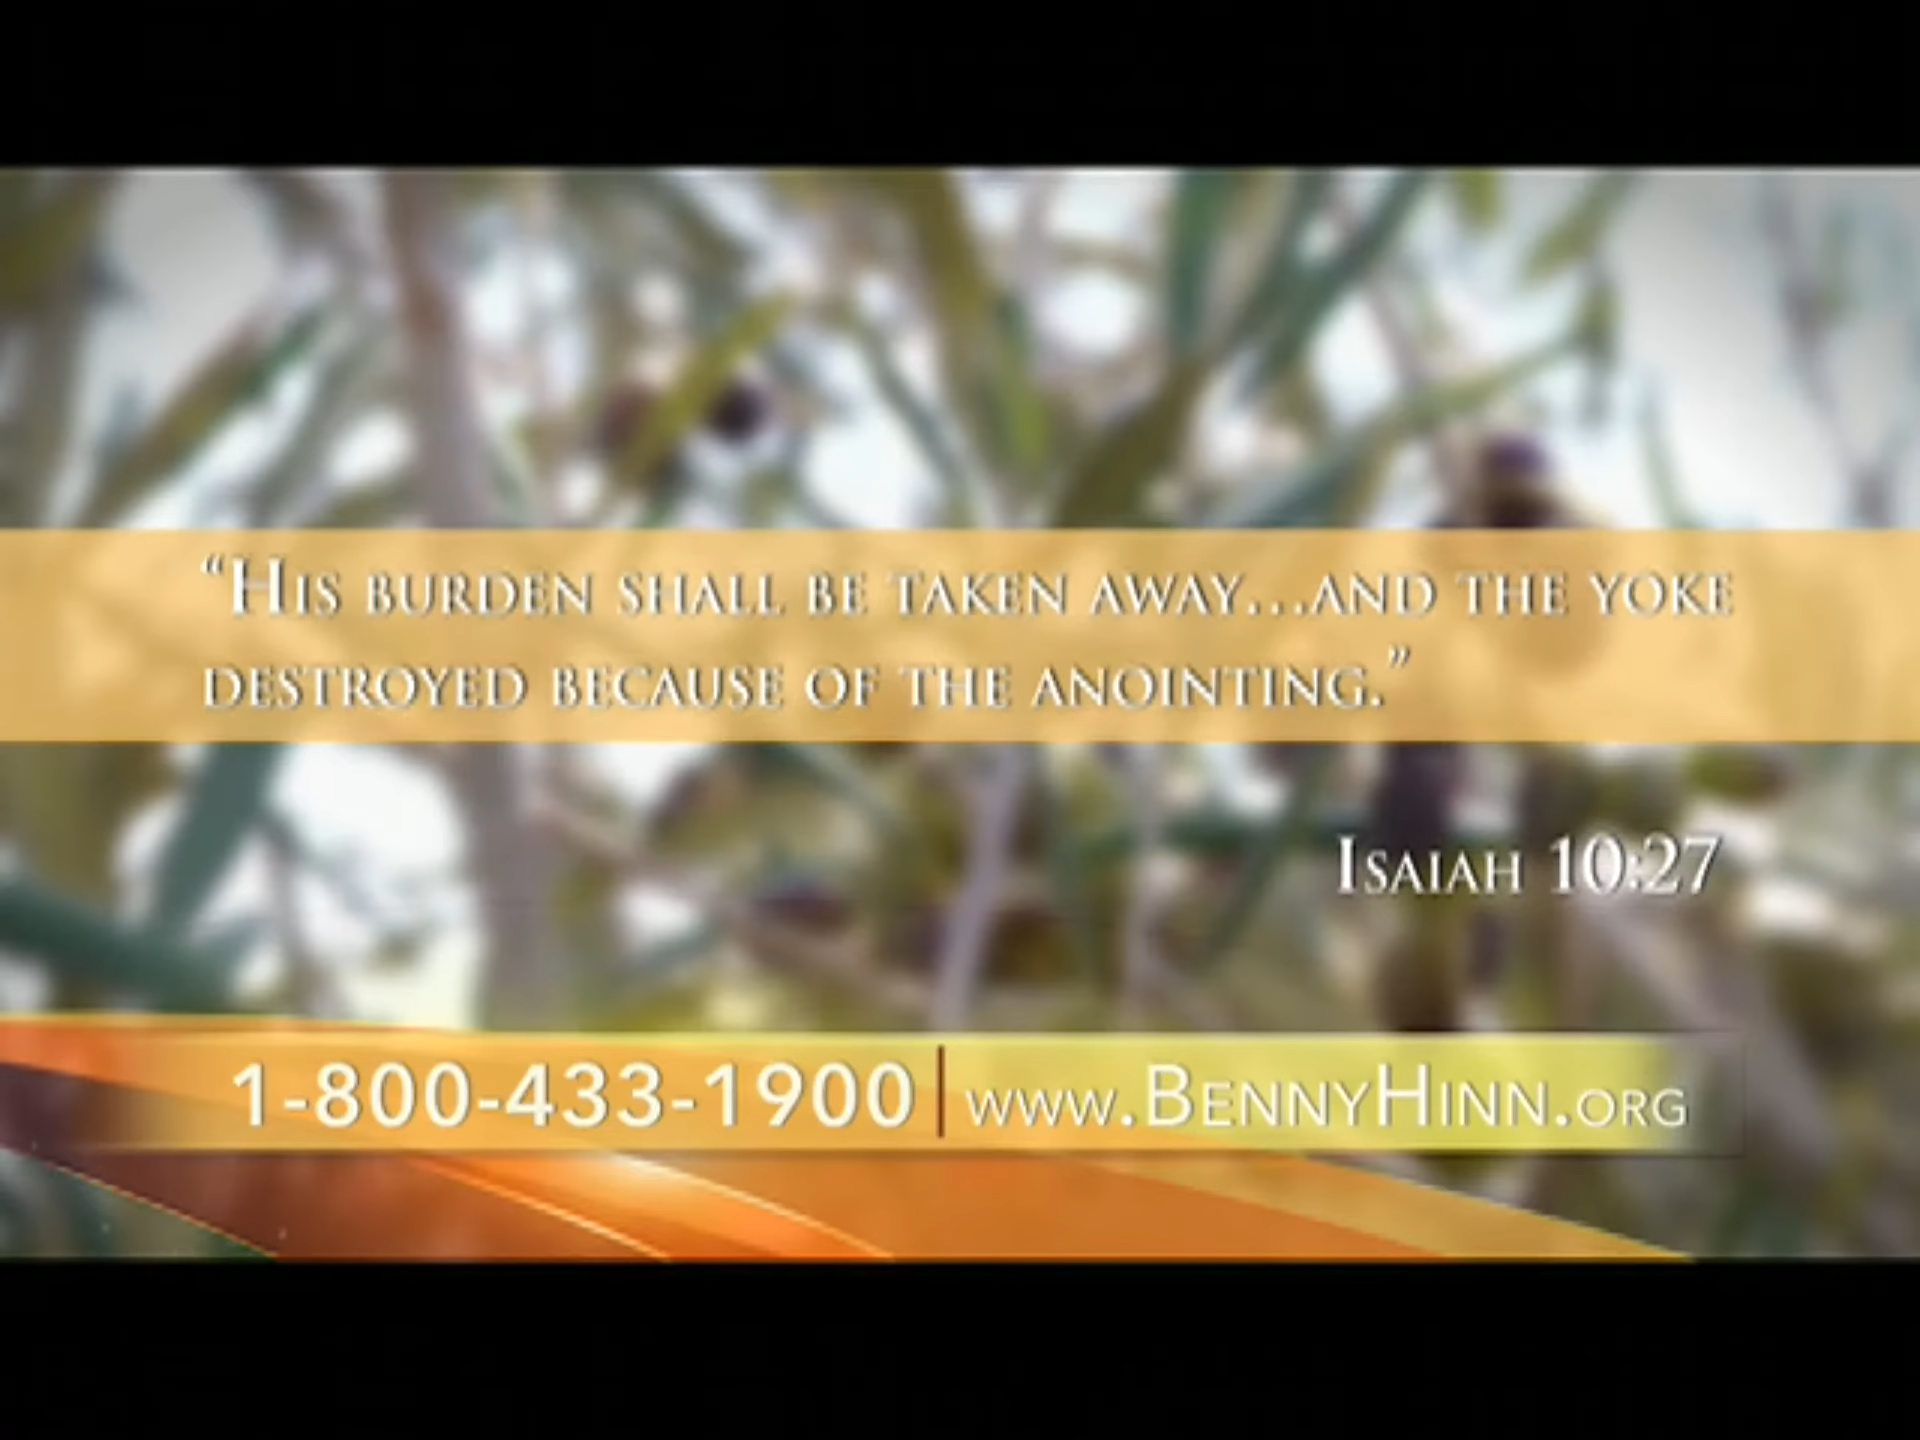 “His burden shall be taken away...and the yoke
destroyed because of the anointing.”
Isaiah 10:27
1-800-433-1900 | www.BennyHinn.org